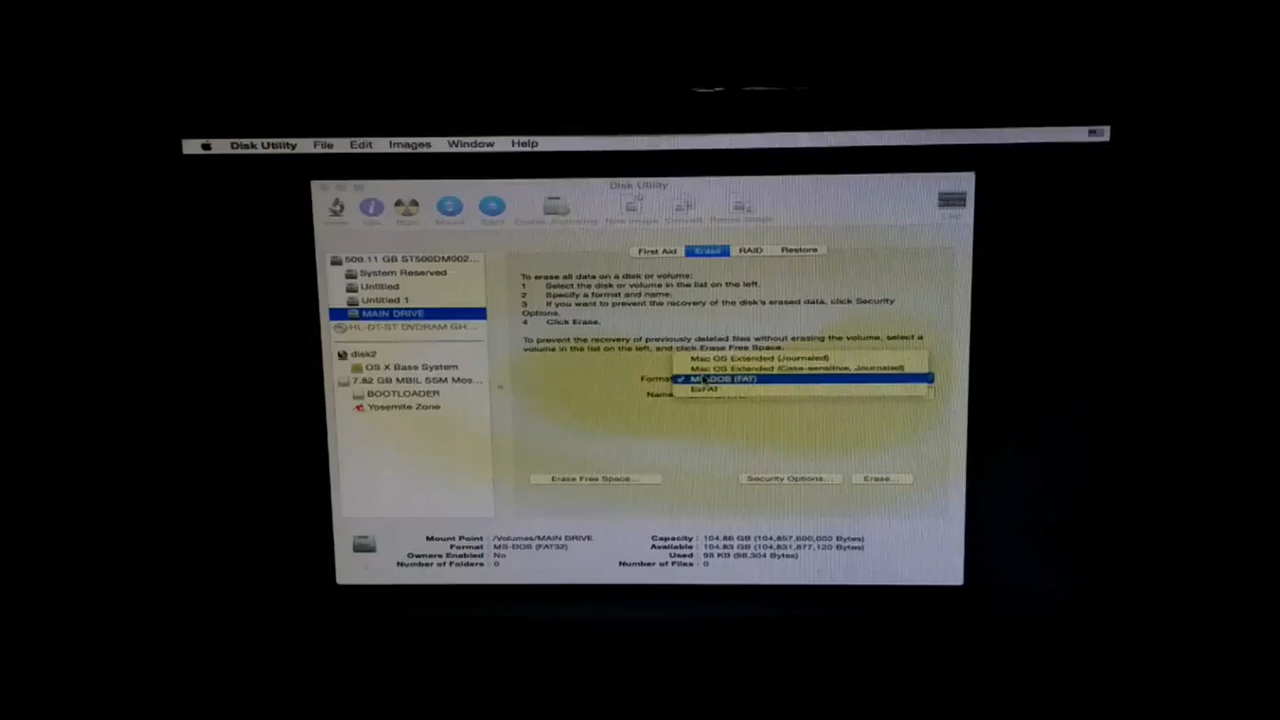 Disk Utility File Edit Images Window Help
Disk Utility
First Aid Erase RAID Restore
500.11 GB ST500DM002...
System Reserved
Untitled
Untitled 1
MAIN DRIVE
HL-DT-ST DVDRAM GH...
disk2
OS X Base System
7.82 GB MBIL SSM Mos...
BOOTLOADER
Yosemite Zone
To erase all data on a disk or volume:
1 Select the disk or volume in the list on the left.
2 Specify a format and name.
3 If you want to prevent the recovery of the disk's erased data, click Security
Options.
4 Click Erase.
To prevent the recovery of previously deleted files without erasing the volume, select a
volume in the list on the left, and click Erase Free Space.
Mac OS Extended (Journaled)
Mac OS Extended (Case-sensitive, Journaled)
Format
MS-DOS (FAT)
ExFAT
Name
Erase Free Space... Security Options... Erase...
Mount Point : /Volumes/MAIN DRIVE Capacity : 104.86 GB (104,857,600,000 Bytes)
Format : MS-DOS (FAT32) Available : 104.83 GB (104,831,877,120 Bytes)
Owners Enabled : No Used : 98 KB (98,304 Bytes)
Number of Folders : 0 Number of Files : 0